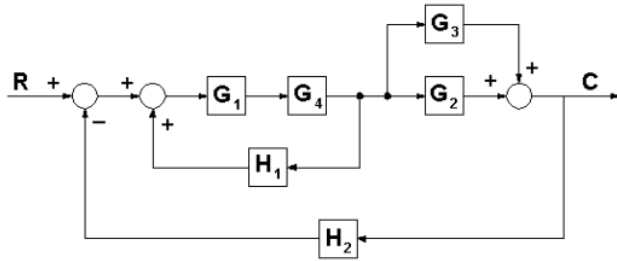 G₃
R + + + +
G₁ G₄ G₂ C
− +
H₁
H₂